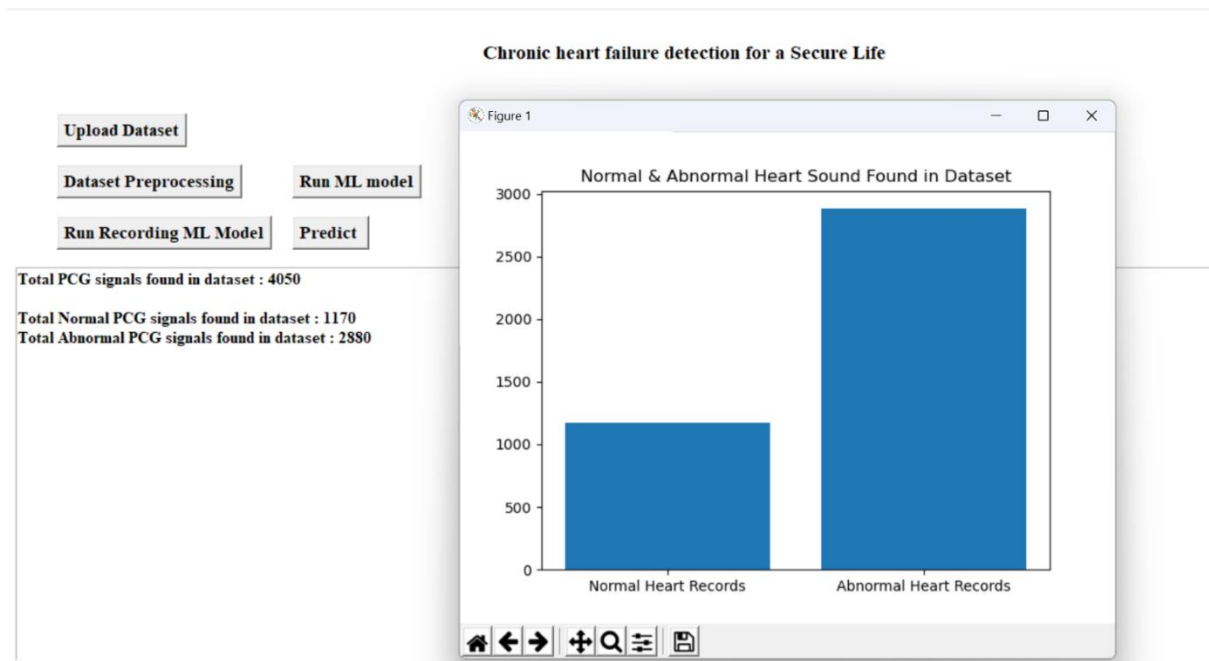 Chronic heart failure detection for a Secure Life
Upload Dataset
Dataset Preprocessing
Run ML model
Run Recording ML Model
Predict
Total PCG signals found in dataset : 4050
Total Normal PCG signals found in dataset : 1170
Total Abnormal PCG signals found in dataset : 2880
Figure 1
Normal & Abnormal Heart Sound Found in Dataset
3000
2500
2000
1500
1000
500
0
Normal Heart Records
Abnormal Heart Records